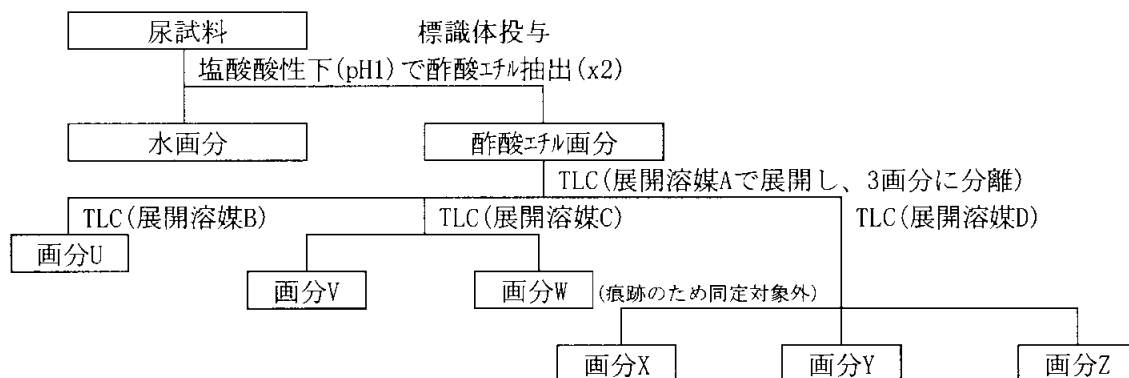 尿試料 標識体投与
塩酸酸性下(pH1)で酢酸エチル抽出(x2)
水画分 酢酸エチル画分
TLC(展開溶媒Aで展開し、3画分に分離)
TLC(展開溶媒B) TLC(展開溶媒C) TLC(展開溶媒D)
画分U
画分V 画分W (痕跡のため同定対象外)
画分X 画分Y 画分Z